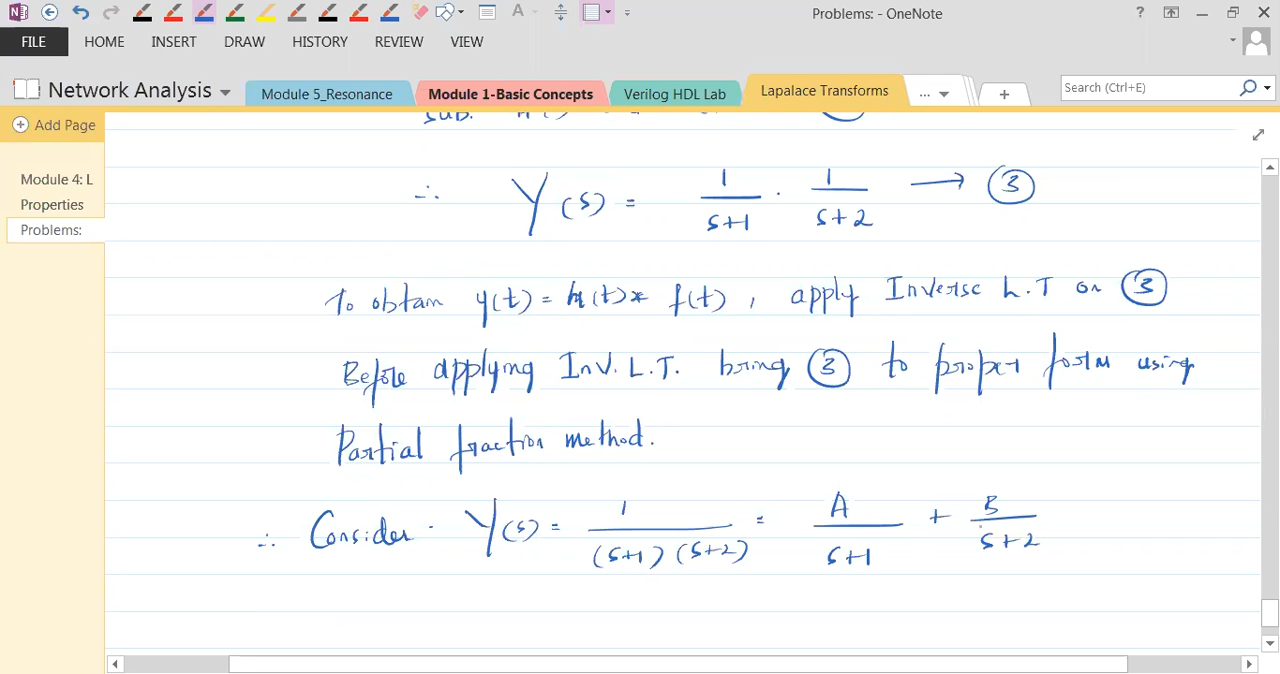 Problems: - OneNote
FILE HOME INSERT DRAW HISTORY REVIEW VIEW
Network Analysis Module 5_Resonance Module 1-Basic Concepts Verilog HDL Lab Lapalace Transforms ... Search (Ctrl+E)
Add Page
Module 4: L
Properties
Problems:
sub.
∴ Y(s) = 1/(s+1) · 1/(s+2) → ③
To obtain y(t) = h(t) * f(t), apply Inverse L.T on ③
Before applying Inv. L.T. bring ③ to proper form using
Partial fraction method.
∴ Consider Y(s) = 1/((s+1)(s+2)) = A/(s+1) + B/(s+2)